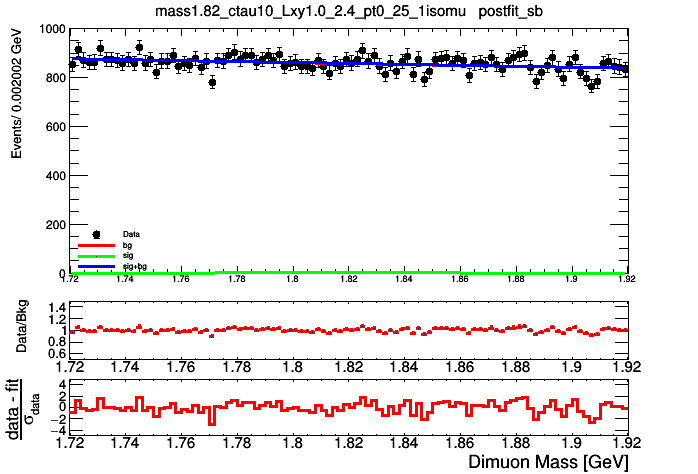 mass1.82_ctau10_Lxy1.0_2.4_pt0_25_1isomu postfit_sb
Events/ 0.002002 GeV
1000
800
600
400
200
0
Data
bg
sig
sig+bg
1.72 1.74 1.76 1.78 1.8 1.82 1.84 1.86 1.88 1.9 1.92
Data/Bkg
1.4
1.2
1
0.8
0.6
1.72 1.74 1.76 1.78 1.8 1.82 1.84 1.86 1.88 1.9 1.92
data - fit
σdata
4
2
0
−2
−4
1.72 1.74 1.76 1.78 1.8 1.82 1.84 1.86 1.88 1.9 1.92
Dimuon Mass [GeV]